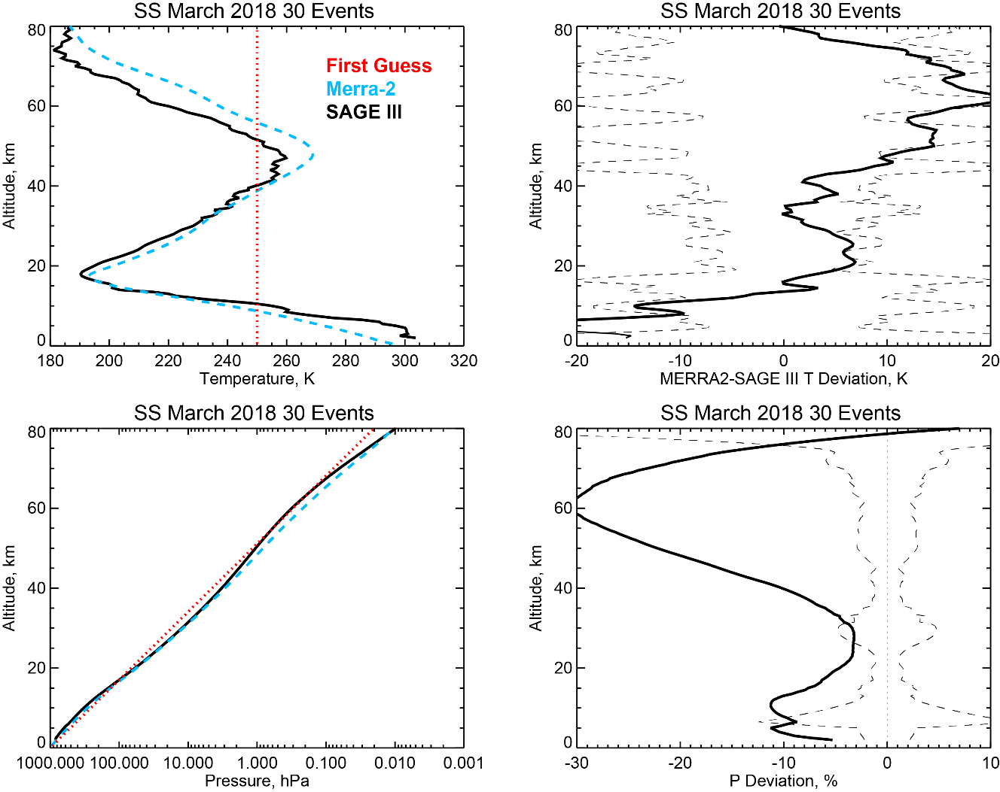 SS March 2018 30 Events
80
60
40
20
0
Altitude, km
First Guess
Merra-2
SAGE III
180 200 220 240 260 280 300 320
Temperature, K
SS March 2018 30 Events
80
60
40
20
0
Altitude, km
-20 -10 0 10 20
MERRA2-SAGE III T Deviation, K
SS March 2018 30 Events
80
60
40
20
0
Altitude, km
1000.000 100.000 10.000 1.000 0.100 0.010 0.001
Pressure, hPa
SS March 2018 30 Events
80
60
40
20
0
Altitude, km
-30 -20 -10 0 10
P Deviation, %